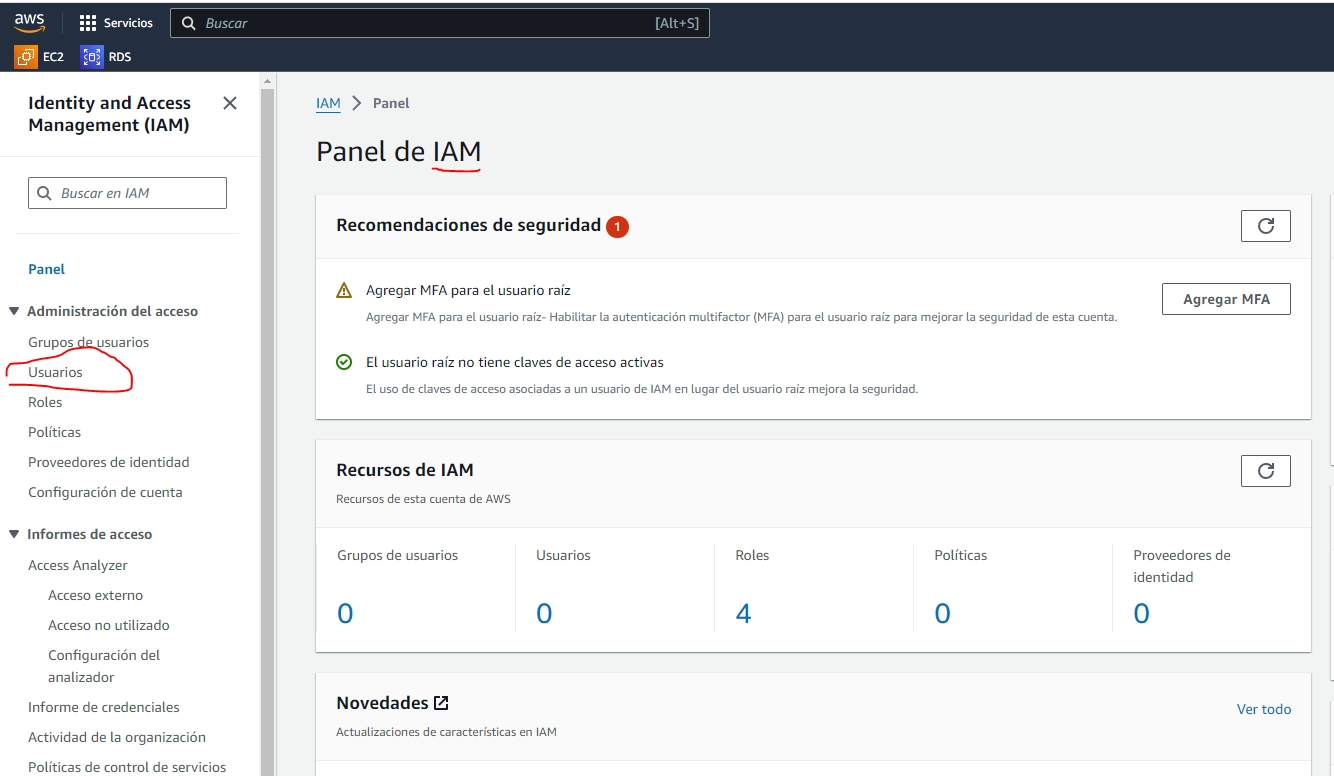 aws
Servicios
Buscar
[Alt+S]
EC2
RDS
Identity and Access
Management (IAM)
Buscar en IAM
Panel
Administración del acceso
Grupos de usuarios
Usuarios
Roles
Políticas
Proveedores de identidad
Configuración de cuenta
Informes de acceso
Access Analyzer
Acceso externo
Acceso no utilizado
Configuración del
analizador
Informe de credenciales
Actividad de la organización
Políticas de control de servicios
IAM > Panel
Panel de IAM
Recomendaciones de seguridad 1
Agregar MFA para el usuario raíz
Agregar MFA para el usuario raíz- Habilitar la autenticación multifactor (MFA) para el usuario raíz para mejorar la seguridad de esta cuenta.
Agregar MFA
El usuario raíz no tiene claves de acceso activas
El uso de claves de acceso asociadas a un usuario de IAM en lugar del usuario raíz mejora la seguridad.
Recursos de IAM
Recursos de esta cuenta de AWS
Grupos de usuarios
0
Usuarios
0
Roles
4
Políticas
0
Proveedores de
identidad
0
Novedades
Ver todo
Actualizaciones de características en IAM